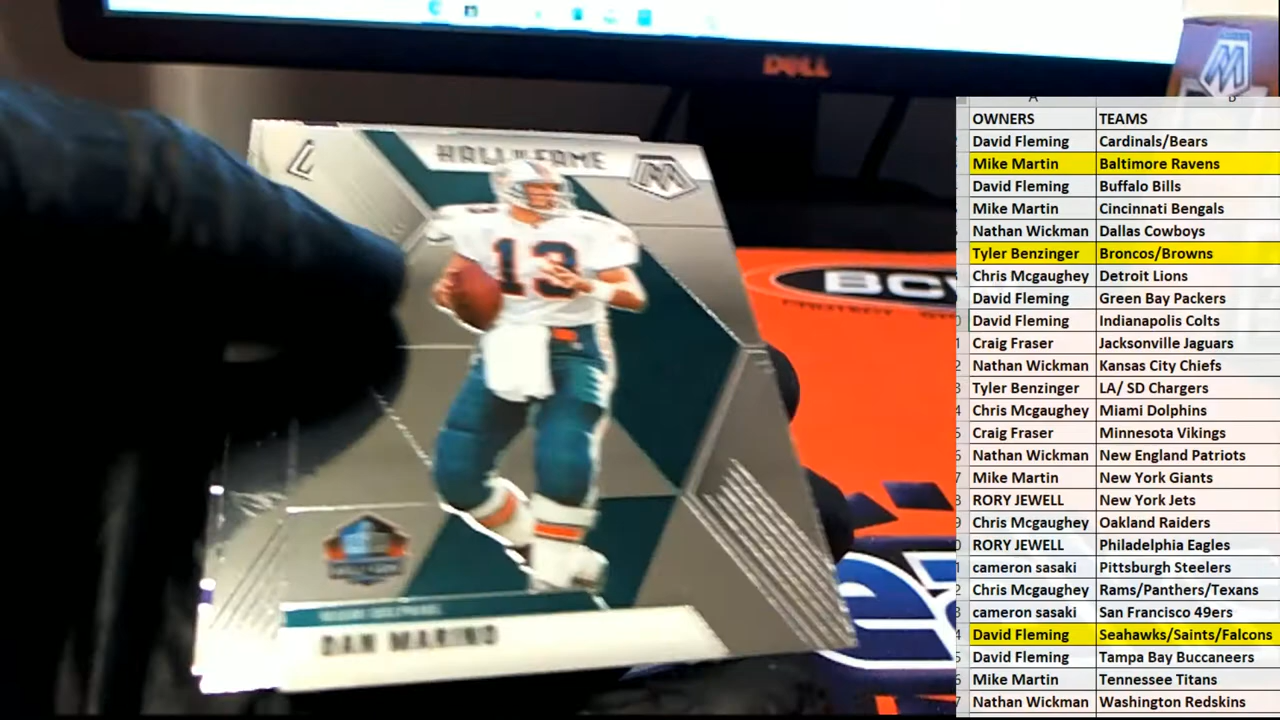 DELL
A B
OWNERS TEAMS
David Fleming Cardinals/Bears
Mike Martin Baltimore Ravens
David Fleming Buffalo Bills
Mike Martin Cincinnati Bengals
Nathan Wickman Dallas Cowboys
Tyler Benzinger Broncos/Browns
Chris Mcgaughey Detroit Lions
David Fleming Green Bay Packers
David Fleming Indianapolis Colts
Craig Fraser Jacksonville Jaguars
Nathan Wickman Kansas City Chiefs
Tyler Benzinger LA/ SD Chargers
Chris Mcgaughey Miami Dolphins
Craig Fraser Minnesota Vikings
Nathan Wickman New England Patriots
Mike Martin New York Giants
RORY JEWELL New York Jets
Chris Mcgaughey Oakland Raiders
RORY JEWELL Philadelphia Eagles
cameron sasaki Pittsburgh Steelers
Chris Mcgaughey Rams/Panthers/Texans
cameron sasaki San Francisco 49ers
David Fleming Seahawks/Saints/Falcons
David Fleming Tampa Bay Buccaneers
Mike Martin Tennessee Titans
Nathan Wickman Washington Redskins
HALL OF FAME
M
13
DAN MARINO
BCW